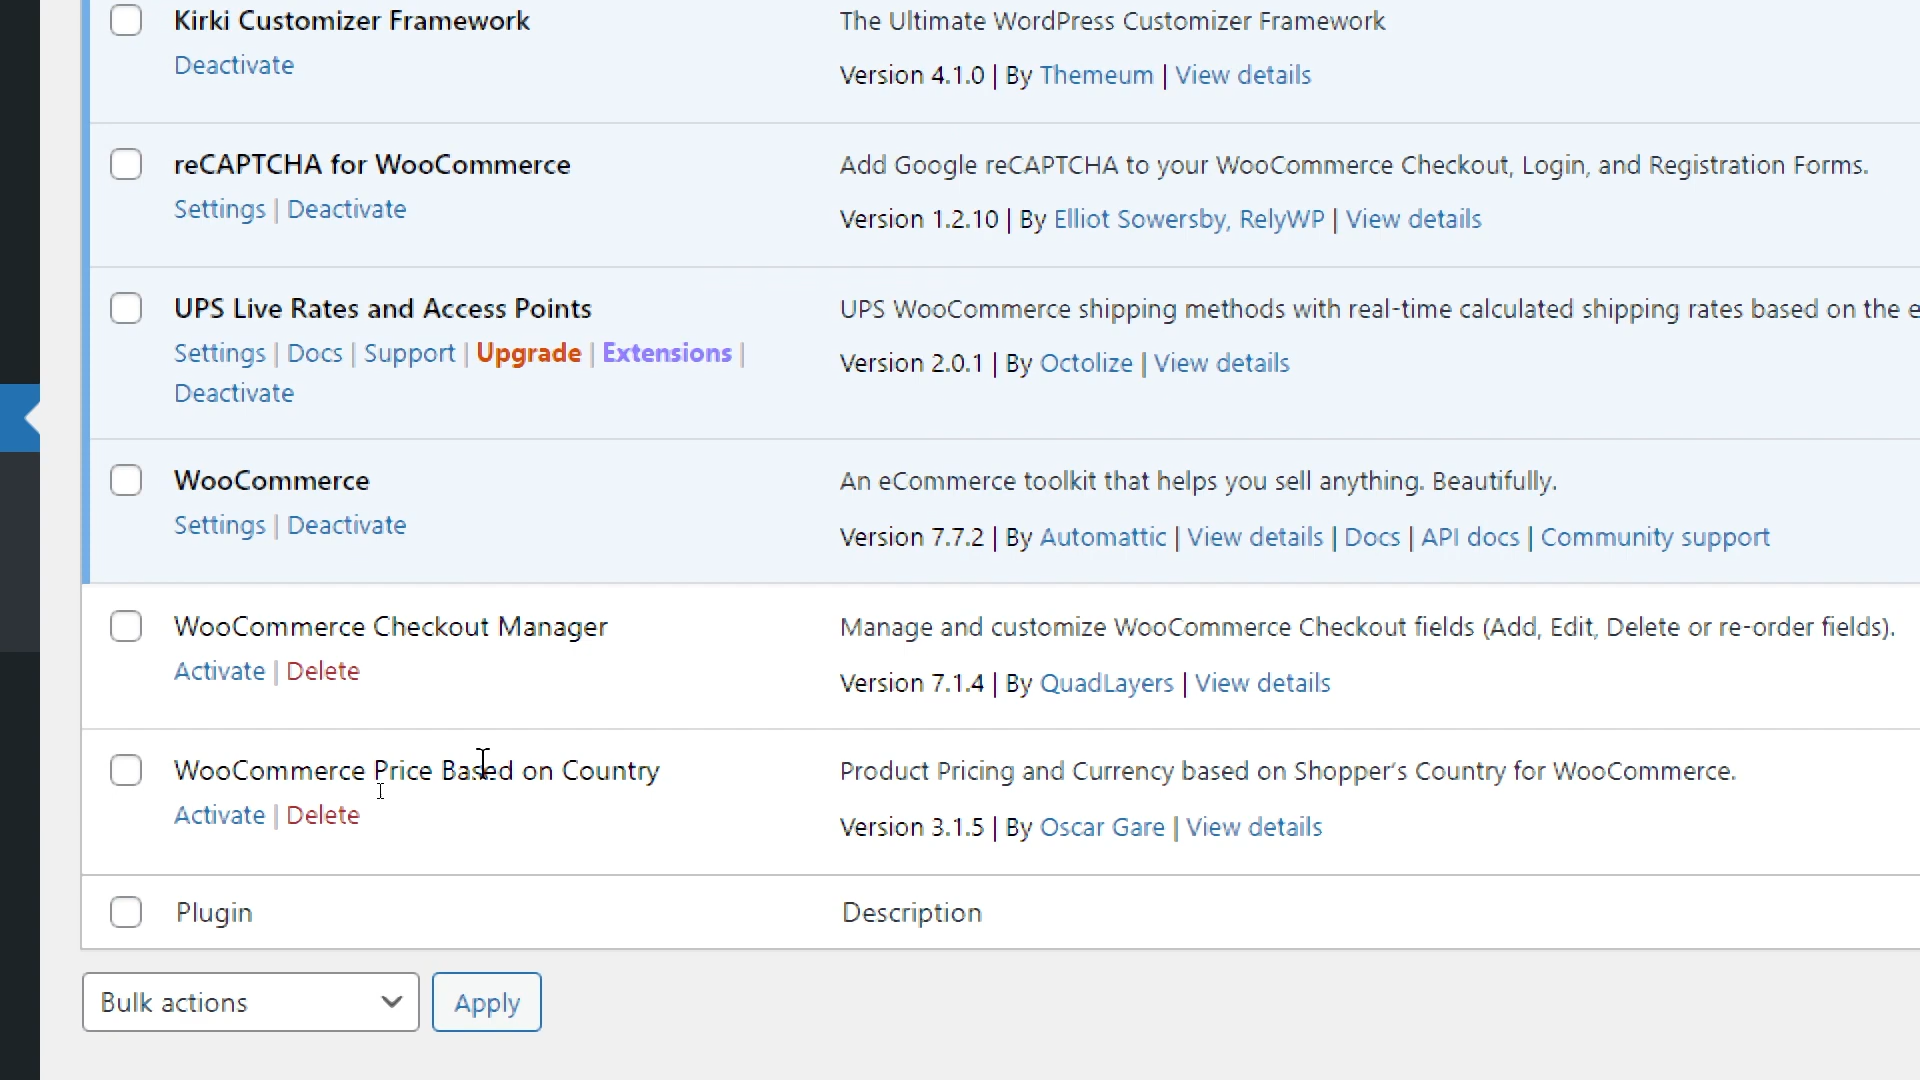 Kirki Customizer Framework
The Ultimate WordPress Customizer Framework
Deactivate
Version 4.1.0 | By Themeum | View details
reCAPTCHA for WooCommerce
Add Google reCAPTCHA to your WooCommerce Checkout, Login, and Registration Forms.
Settings | Deactivate
Version 1.2.10 | By Elliot Sowersby, RelyWP | View details
UPS Live Rates and Access Points
UPS WooCommerce shipping methods with real-time calculated shipping rates based on the
Settings | Docs | Support | Upgrade | Extensions |
Version 2.0.1 | By Octolize | View details
Deactivate
WooCommerce
An eCommerce toolkit that helps you sell anything. Beautifully.
Settings | Deactivate
Version 7.7.2 | By Automattic | View details | Docs | API docs | Community support
WooCommerce Checkout Manager
Manage and customize WooCommerce Checkout fields (Add, Edit, Delete or re-order fields).
Activate | Delete
Version 7.1.4 | By QuadLayers | View details
WooCommerce Price Based on Country
Product Pricing and Currency based on Shopper's Country for WooCommerce.
Activate | Delete
Version 3.1.5 | By Oscar Gare | View details
Plugin
Description
Bulk actions
Apply